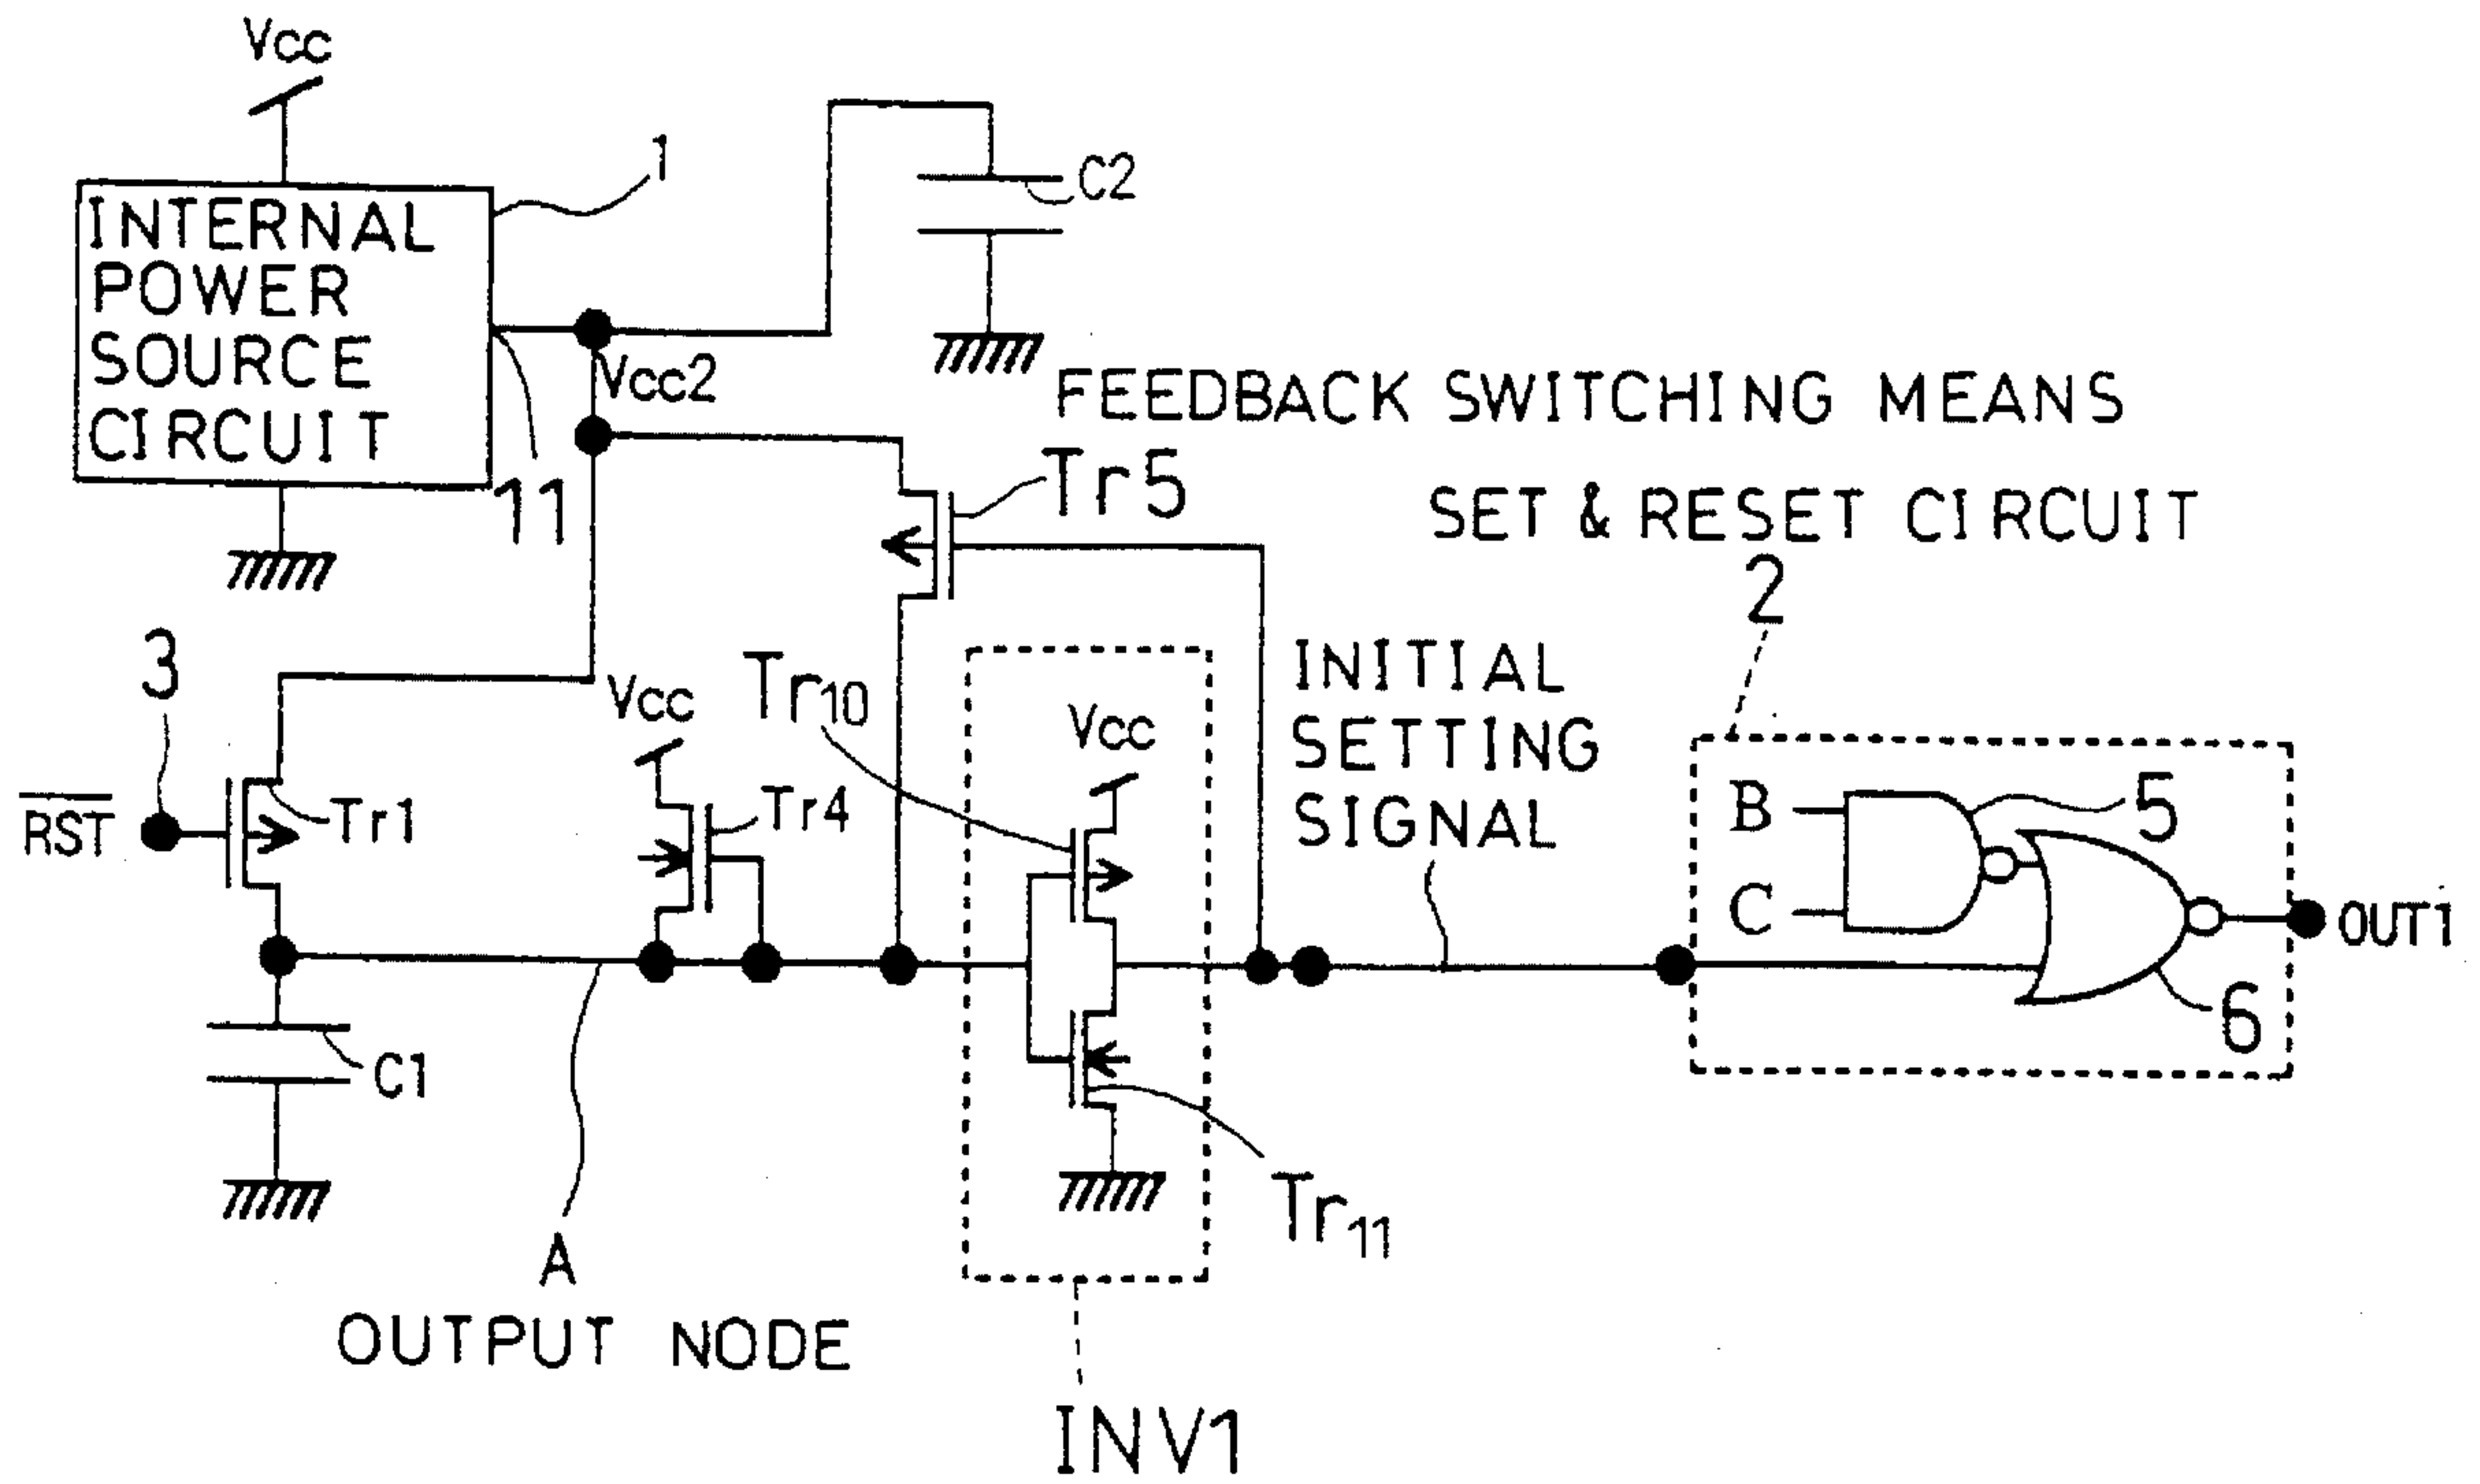 Vcc
1
C2
INTERNAL
POWER
SOURCE
CIRCUIT
Vcc2
11
FEEDBACK SWITCHING MEANS
Tr5
SET & RESET CIRCUIT
2
3
RST
Tr1
Vcc
Tr4
Tr10
Vcc
INITIAL
SETTING
SIGNAL
B
C
5
6
OUT1
C1
A
OUTPUT NODE
Tr11
INV1